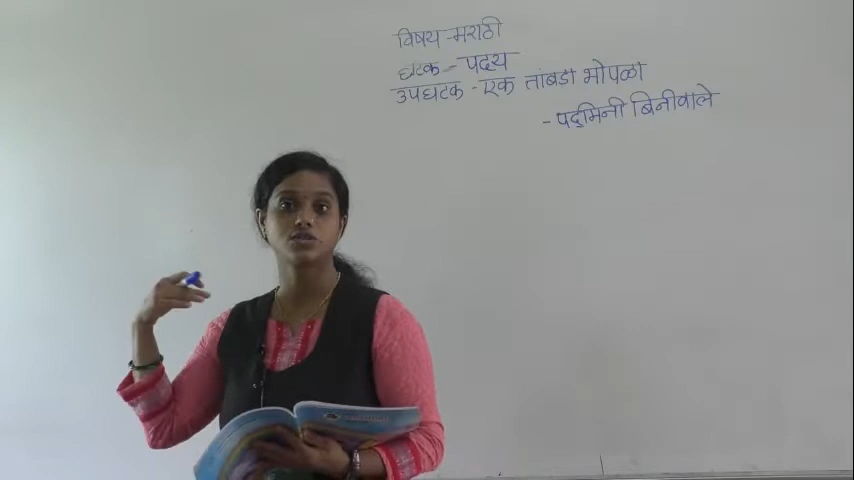 विषय - मराठी
घटक - पद्य
उपघटक - एक तांबडा भोपळा
- पद्मिनी बिनीवाले